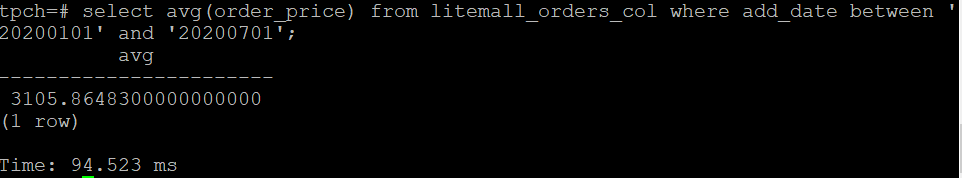 tpch=# select avg(order_price) from litemall_orders_col where add_date between '
20200101' and '20200701';
avg
-----------------------
3105.8648300000000000
(1 row)
Time: 94.523 ms